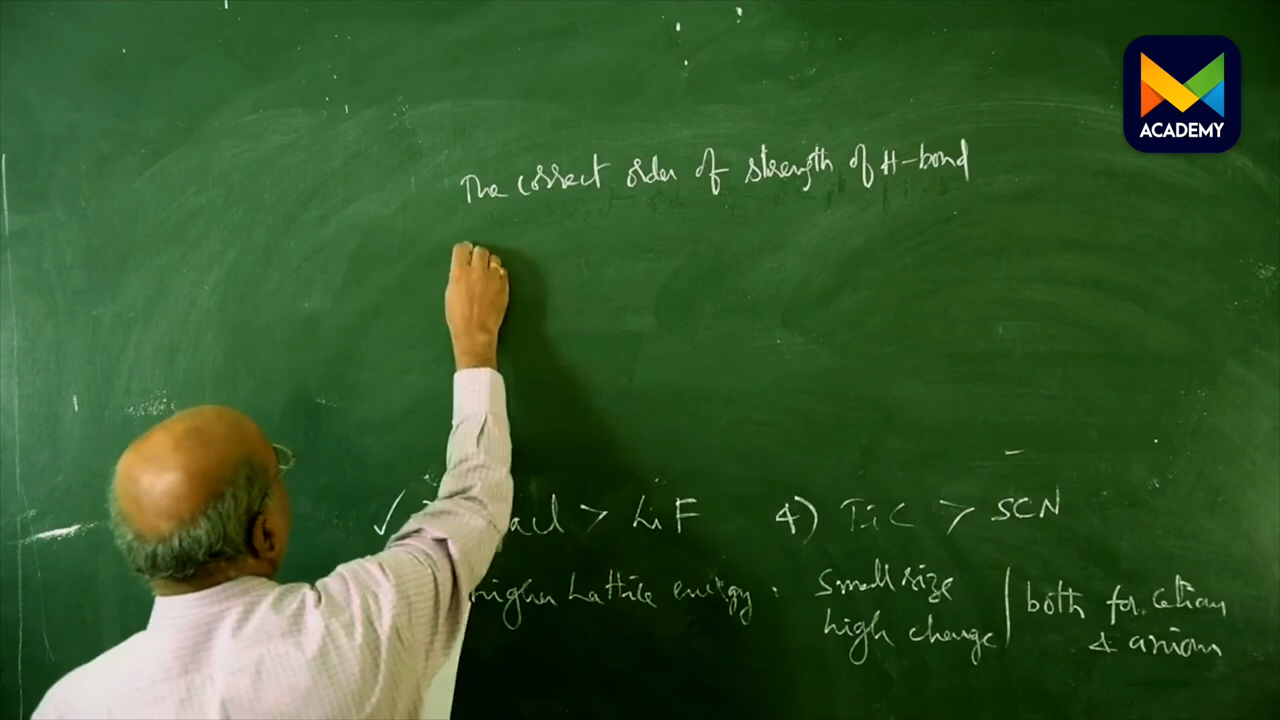 ACADEMY
The correct order of strength of H-bond
✓ acl > LiF 4) TiC > SCN
higher Lattice energy : small size
high charge
both for cation
& anion